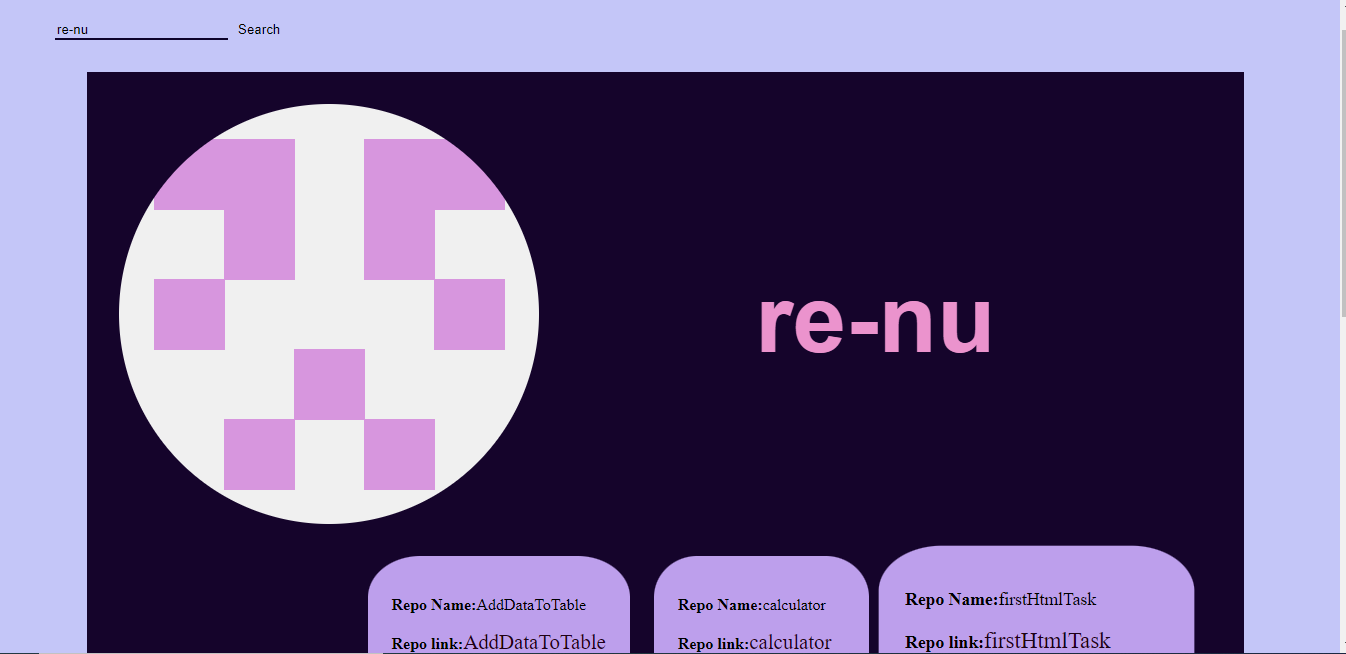 re-nu Search
re-nu
Repo Name:AddDataToTable
Repo link:AddDataToTable
Repo Name:calculator
Repo link:calculator
Repo Name:firstHtmlTask
Repo link:firstHtmlTask